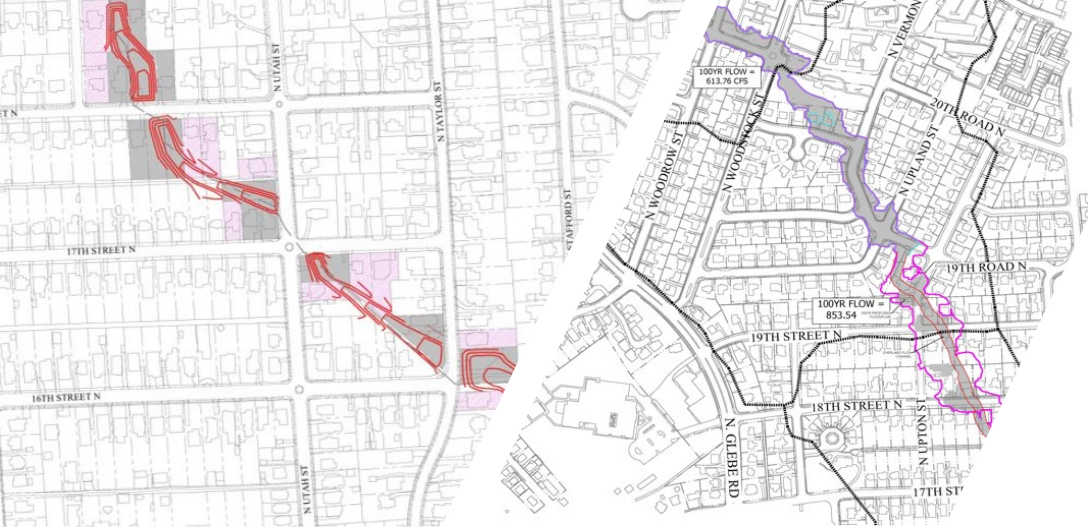 N UTAH ST
ET N
N TAYLOR ST
STAFFORD ST
17TH STREET N
16TH STREET N
N UTAH ST
N VERMON
100YR FLOW =
613.76 CFS
N WOODSTOCK ST
20TH ROAD N
N WOODROW ST
N UPLAND ST
19TH ROAD N
100YR FLOW =
853.54
19TH STREET N
18TH STREET N
N UPTON ST
N. GLEBE RD
17TH ST